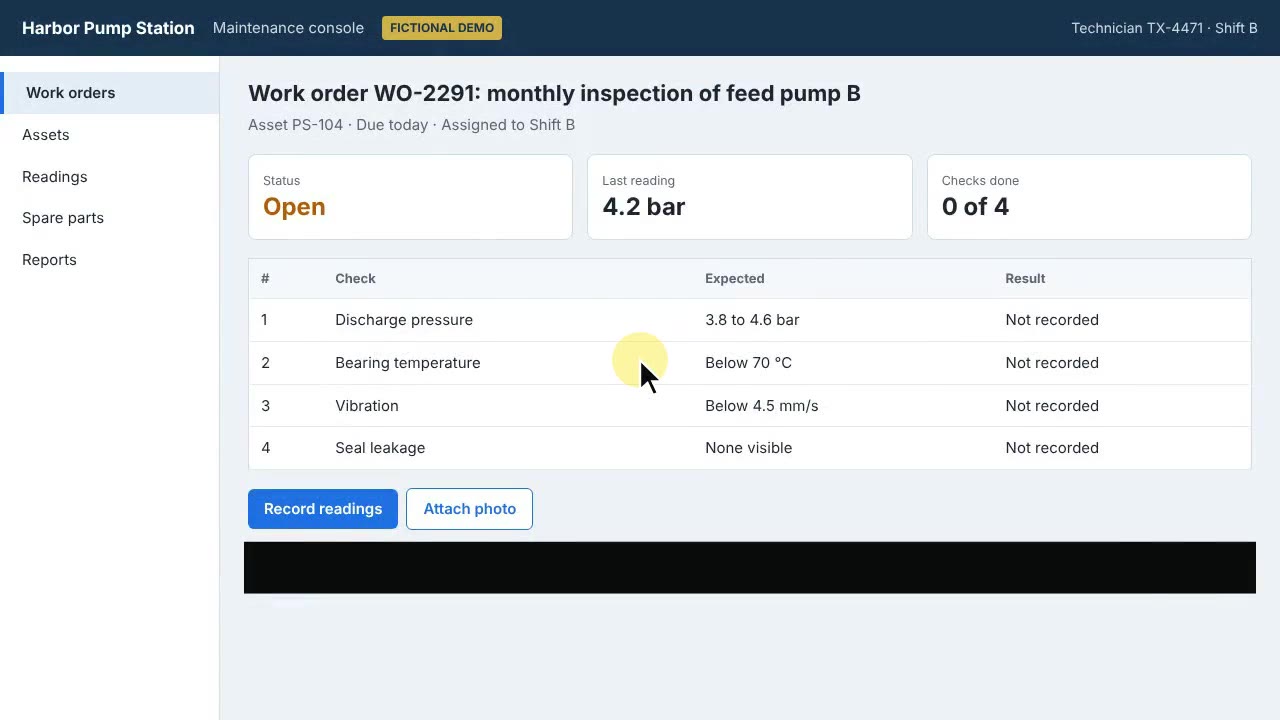 Harbor Pump Station Maintenance console FICTIONAL DEMO Technician TX-4471 · Shift B
Work orders
Assets
Readings
Spare parts
Reports
Work order WO-2291: monthly inspection of feed pump B
Asset PS-104 · Due today · Assigned to Shift B
Status Last reading Checks done
Open 4.2 bar 0 of 4
# Check Expected Result
1 Discharge pressure 3.8 to 4.6 bar Not recorded
2 Bearing temperature Below 70 °C Not recorded
3 Vibration Below 4.5 mm/s Not recorded
4 Seal leakage None visible Not recorded
Record readings Attach photo